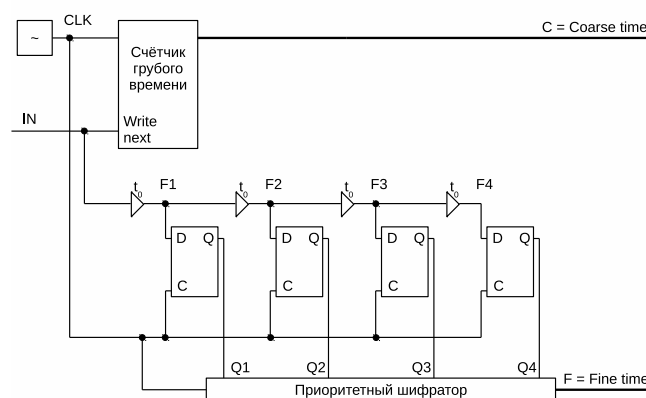 CLK
C = Coarse time
~
Счётчик
грубого
времени
IN
Write
next
t₀ F1 t₀ F2 t₀ F3 t₀ F4
D Q D Q D Q D Q
C C C C
Q1 Q2 Q3 Q4
F = Fine time
Приоритетный шифратор